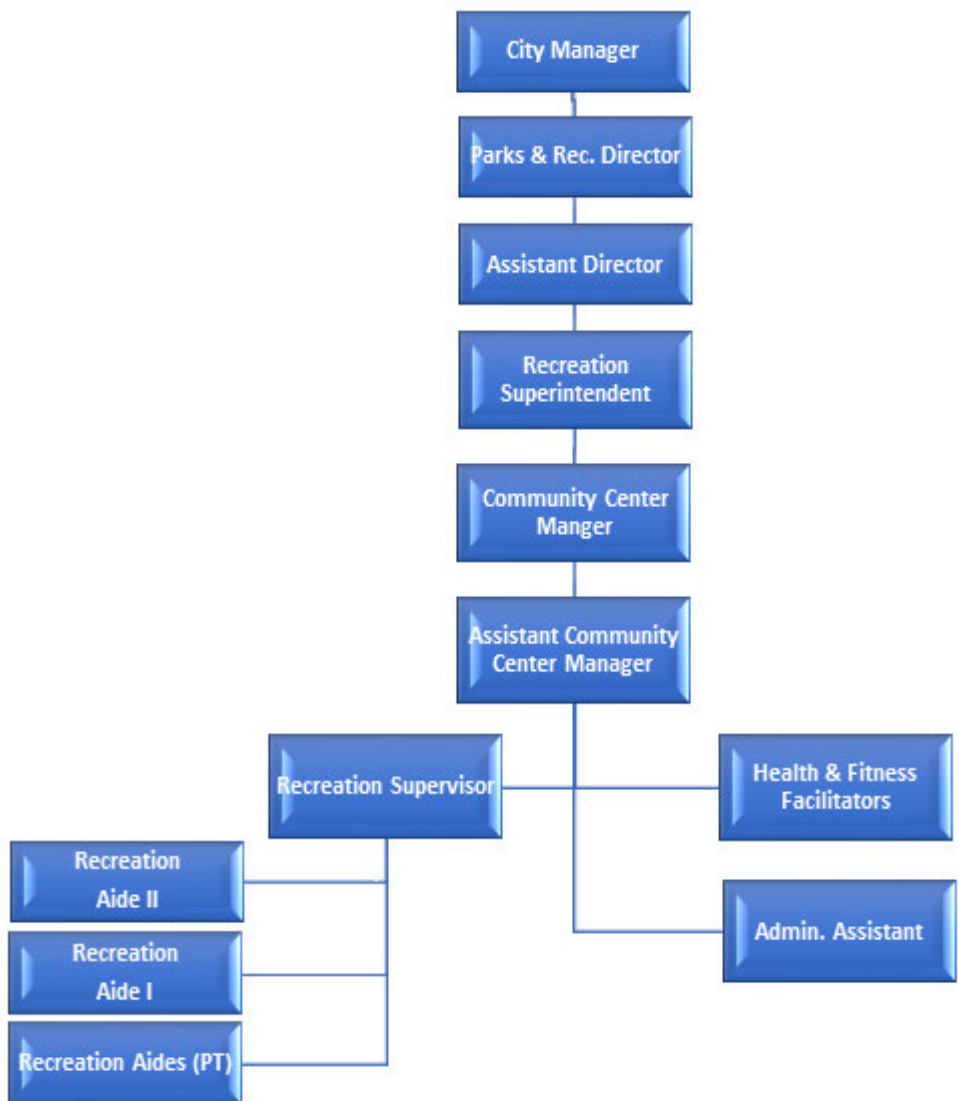 City Manager
Parks & Rec. Director
Assistant Director
Recreation
Superintendent
Community Center
Manger
Assistant Community
Center Manager
Recreation Supervisor
Health & Fitness
Facilitators
Recreation
Aide II
Admin. Assistant
Recreation
Aide I
Recreation Aides (PT)